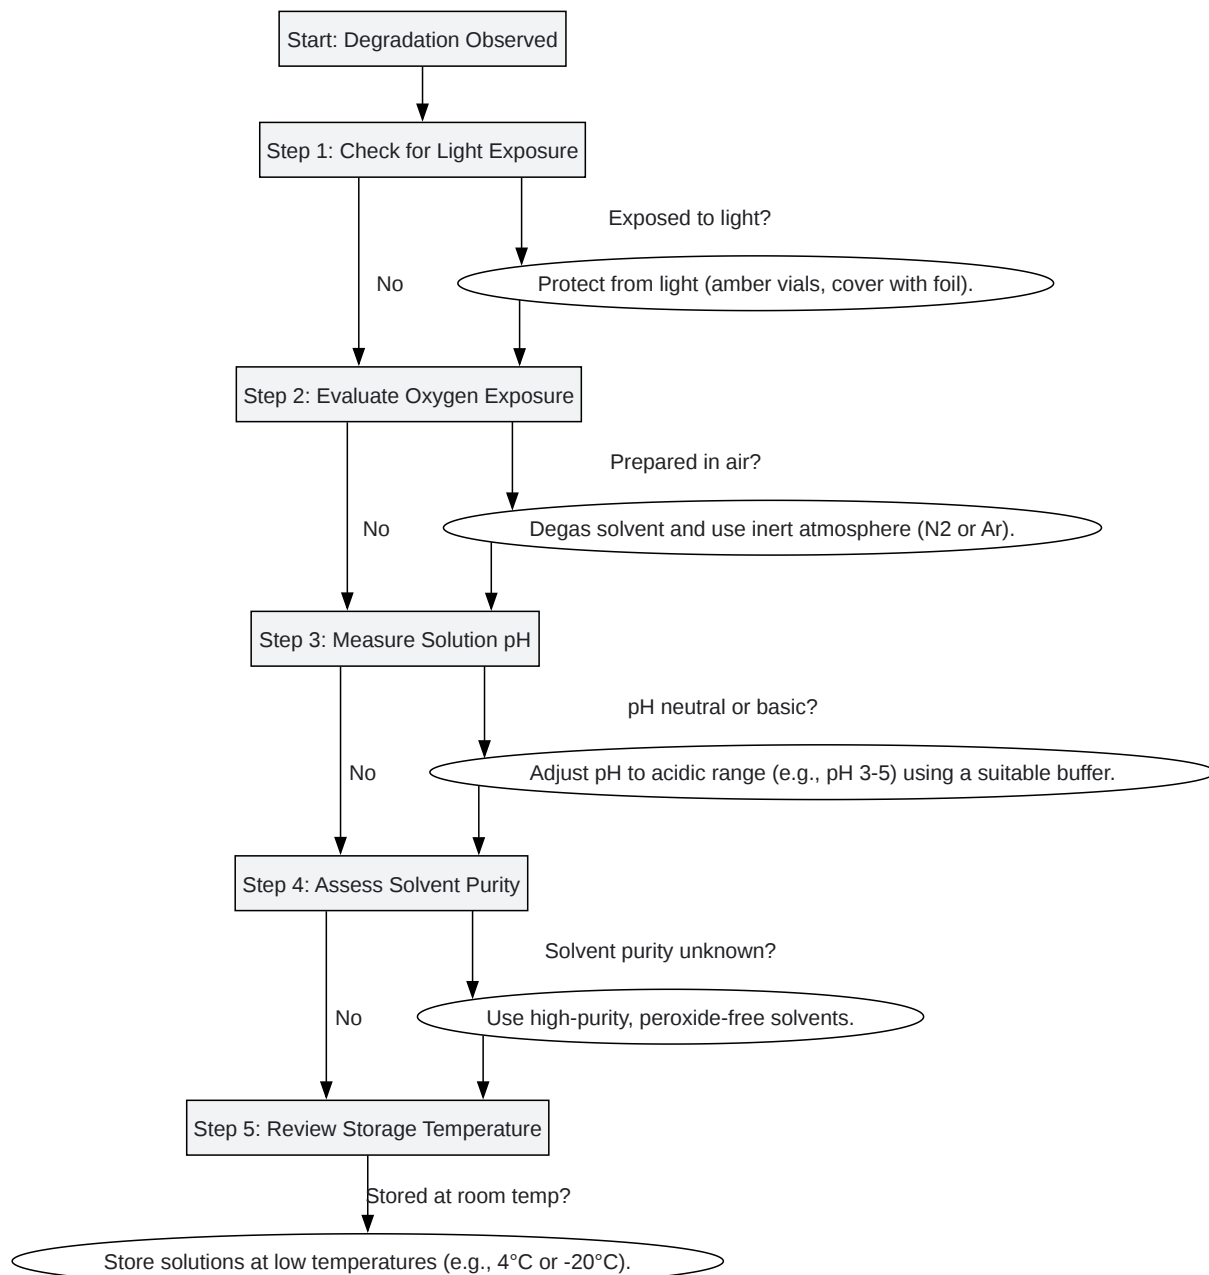 Start: Degradation Observed
Step 1: Check for Light Exposure
Exposed to light?
No
Protect from light (amber vials, cover with foil).
Step 2: Evaluate Oxygen Exposure
Prepared in air?
No
Degas solvent and use inert atmosphere (N2 or Ar).
Step 3: Measure Solution pH
pH neutral or basic?
No
Adjust pH to acidic range (e.g., pH 3-5) using a suitable buffer.
Step 4: Assess Solvent Purity
Solvent purity unknown?
No
Use high-purity, peroxide-free solvents.
Step 5: Review Storage Temperature
Stored at room temp?
Store solutions at low temperatures (e.g., 4°C or -20°C).